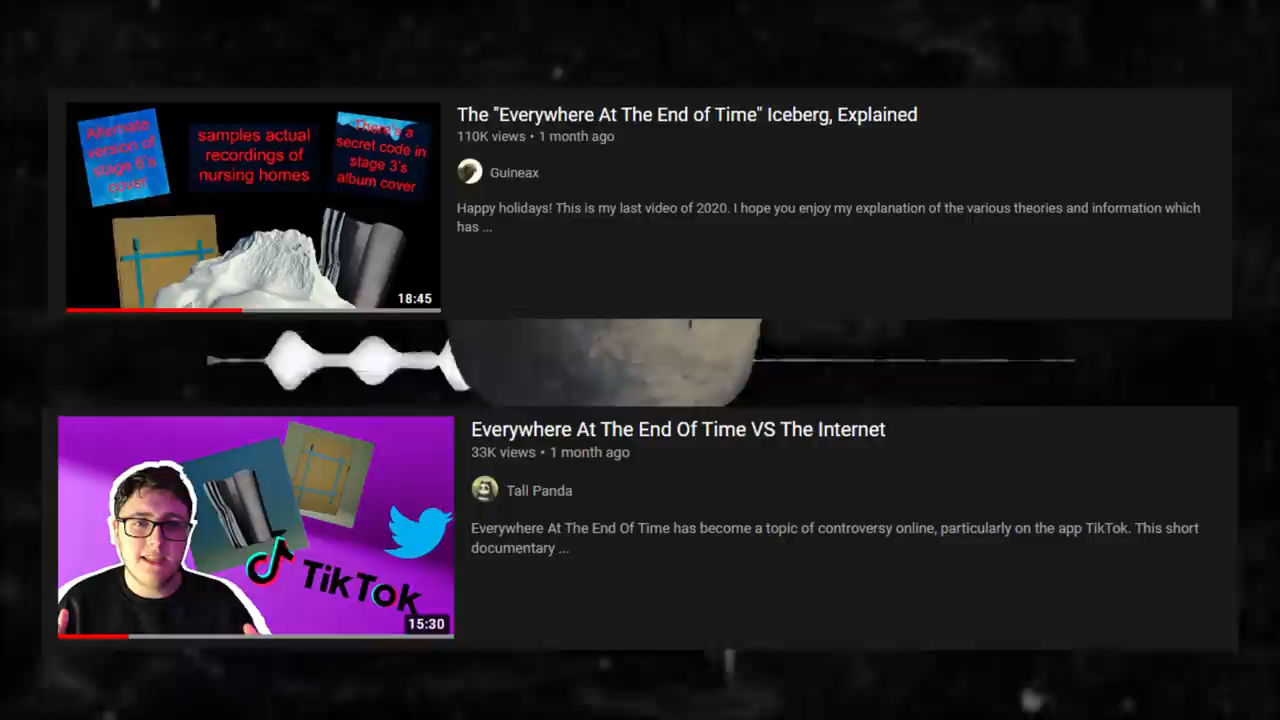 Alternate
version of
stage 6's
cover
samples actual
recordings of
nursing homes
There's a
secret code in
stage 3's
album cover
18:45
The "Everywhere At The End of Time" Iceberg, Explained
110K views • 1 month ago
Guineax
Happy holidays! This is my last video of 2020. I hope you enjoy my explanation of the various theories and information which
has ...
TikTok
15:30
Everywhere At The End Of Time VS The Internet
33K views • 1 month ago
Tall Panda
Everywhere At The End Of Time has become a topic of controversy online, particularly on the app TikTok. This short
documentary ...